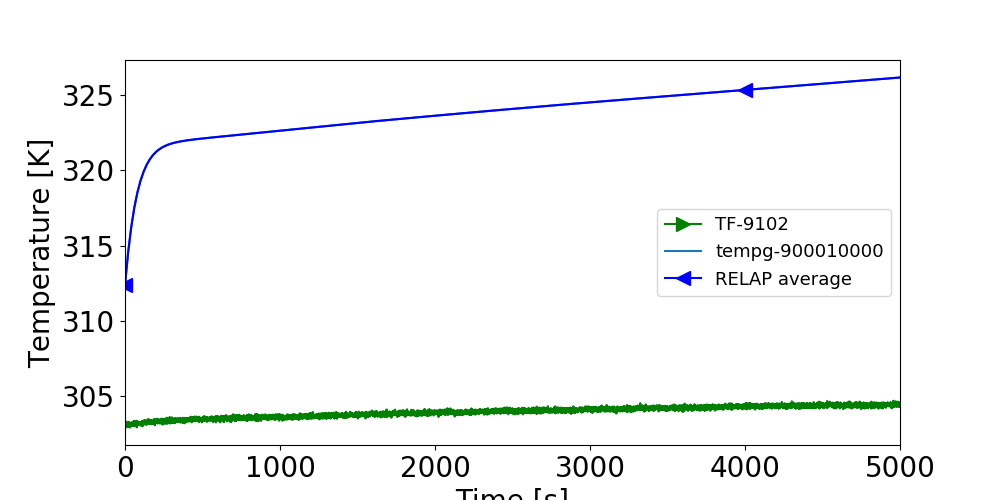 325
320
315
310
305
Temperature [K]
TF-9102
tempg-900010000
RELAP average
0 1000 2000 3000 4000 5000
Time [s]